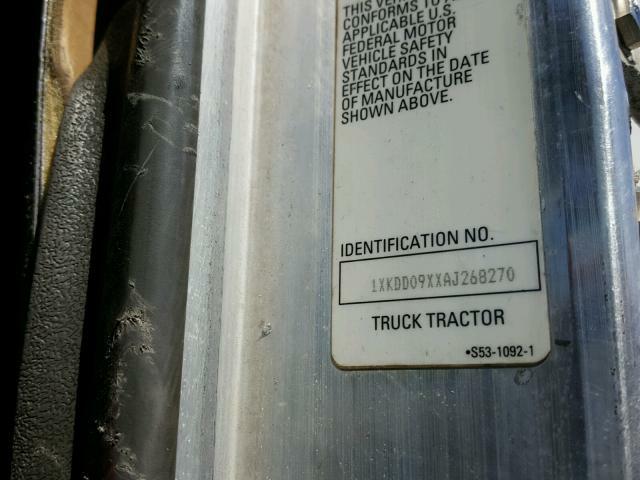 THIS
CONFORMS TO
APPLICABLE U.S.
FEDERAL MOTOR
VEHICLE SAFETY
STANDARDS IN
EFFECT ON THE DATE
OF MANUFACTURE
SHOWN ABOVE.
IDENTIFICATION NO.
1XKDD09XXAJ268270
TRUCK TRACTOR
•S53-1092-1